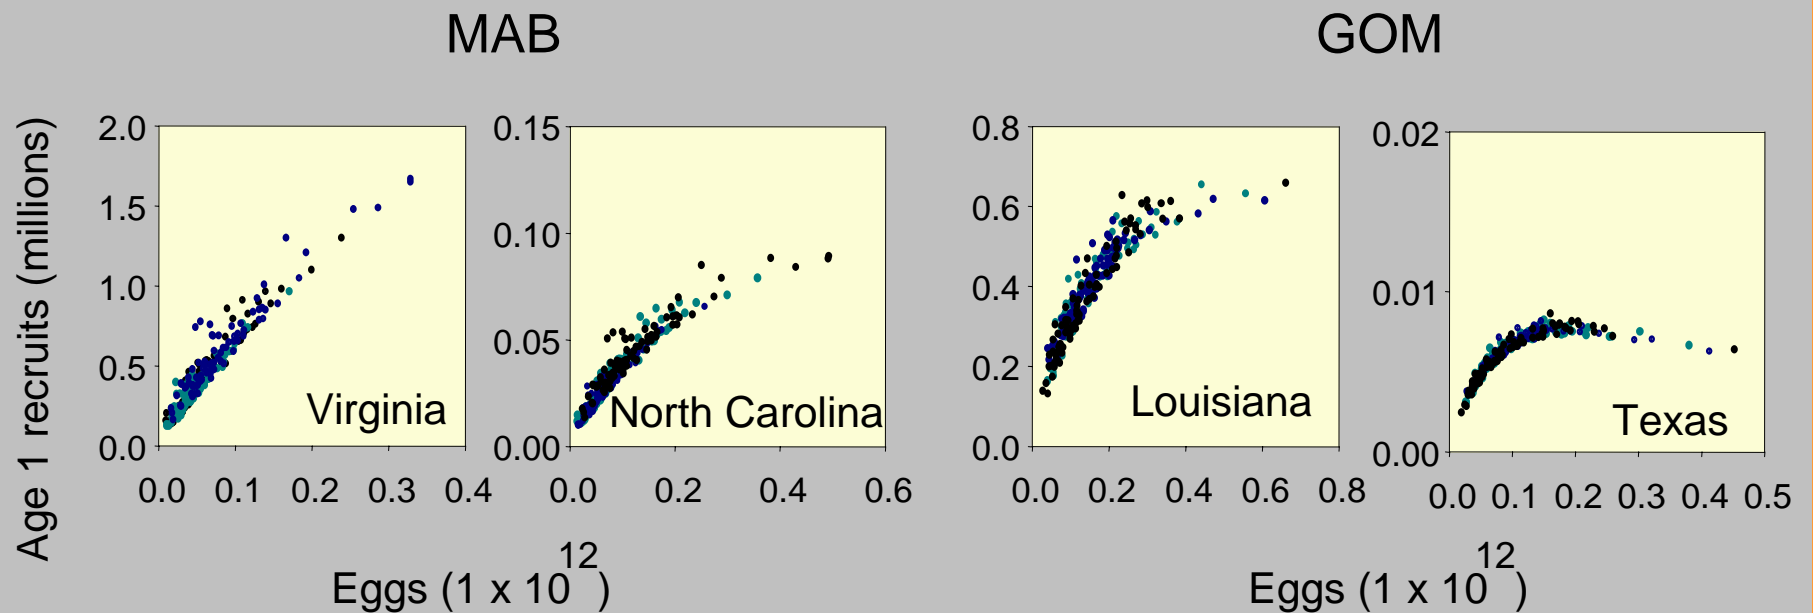 MAB
GOM
Age 1 recruits (millions)
2.0
1.5
1.0
0.5
0.0
0.0 0.1 0.2 0.3 0.4
Virginia
0.15
0.10
0.05
0.00
0.0 0.2 0.4 0.6
North Carolina
Eggs (1 x 10^12)
0.8
0.6
0.4
0.2
0.0
0.0 0.2 0.4 0.6 0.8
Louisiana
0.02
0.01
0.00
0.0 0.1 0.2 0.3 0.4 0.5
Texas
Eggs (1 x 10^12)